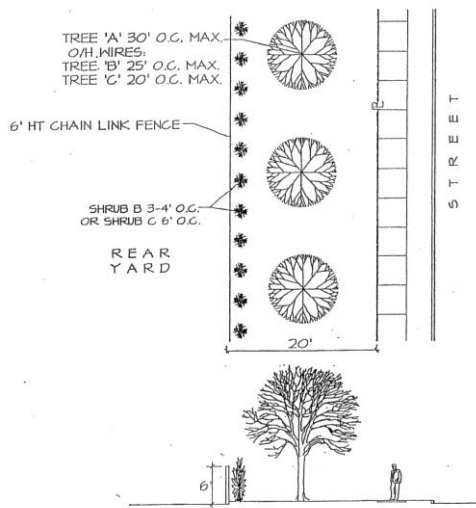 TREE 'A' 30' O.C. MAX.
O/H.WIRES:
TREE 'B' 25' O.C. MAX.
TREE 'C' 20' O.C. MAX.
6' HT CHAIN LINK FENCE
SHRUB B 3-4' O.C.
OR SHRUB C 6' O.C.
REAR
YARD
STREET
20'
6'